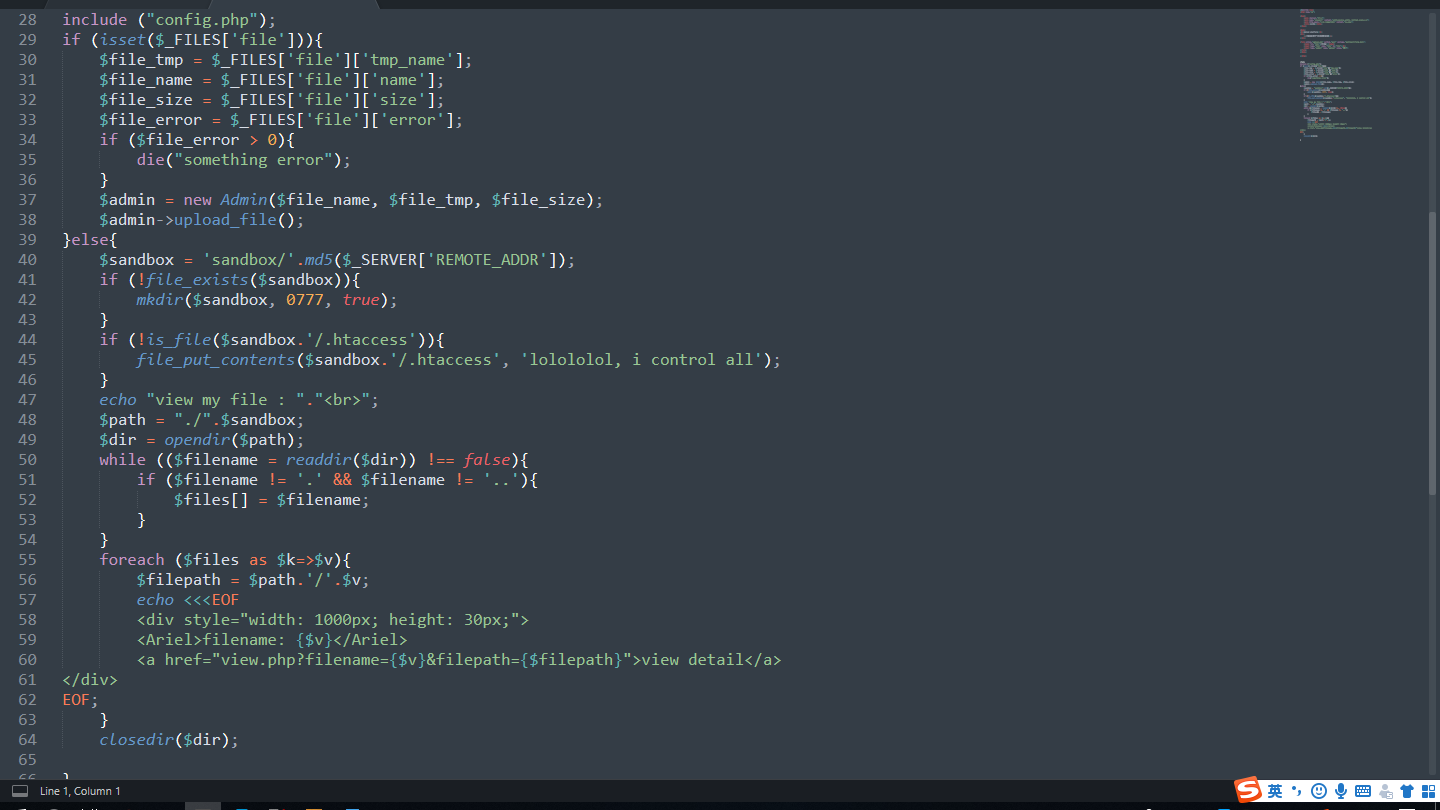 28 include ("config.php");
29 if (isset($_FILES['file'])){
30     $file_tmp = $_FILES['file']['tmp_name'];
31     $file_name = $_FILES['file']['name'];
32     $file_size = $_FILES['file']['size'];
33     $file_error = $_FILES['file']['error'];
34     if ($file_error > 0){
35         die("something error");
36     }
37     $admin = new Admin($file_name, $file_tmp, $file_size);
38     $admin->upload_file();
39 }else{
40     $sandbox = 'sandbox/'.md5($_SERVER['REMOTE_ADDR']);
41     if (!file_exists($sandbox)){
42         mkdir($sandbox, 0777, true);
43     }
44     if (!is_file($sandbox.'/.htaccess')){
45         file_put_contents($sandbox.'/.htaccess', 'lolololol, i control all');
46     }
47     echo "view my file : "."<br>";
48     $path = "./".$sandbox;
49     $dir = opendir($path);
50     while (($filename = readdir($dir)) !== false){
51         if ($filename != '.' && $filename != '..'){
52             $files[] = $filename;
53         }
54     }
55     foreach ($files as $k=>$v){
56         $filepath = $path.'/'.$v;
57         echo <<<EOF
58         <div style="width: 1000px; height: 30px;">
59         <Ariel>filename: {$v}</Ariel>
60         <a href="view.php?filename={$v}&filepath={$filepath}">view detail</a>
61 </div>
62 EOF;
63     }
64     closedir($dir);
65
66 }
Line 1, Column 1
S 英